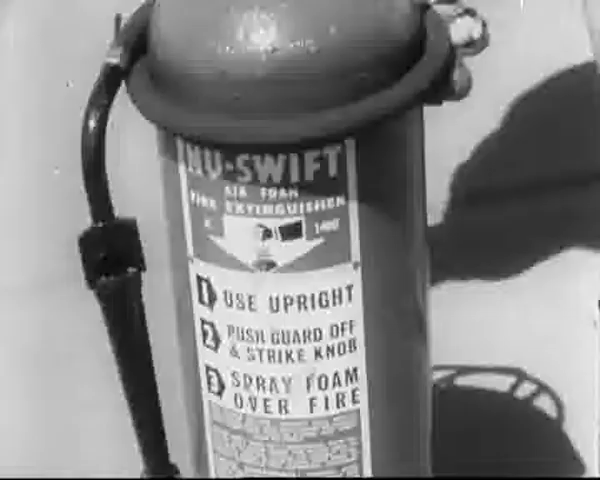 NU-SWIFT
AIR FOAM
FIRE EXTINGUISHER
1400
1 USE UPRIGHT
2 PUSH GUARD OFF
& STRIKE KNOB
3 SPRAY FOAM
OVER FIRE